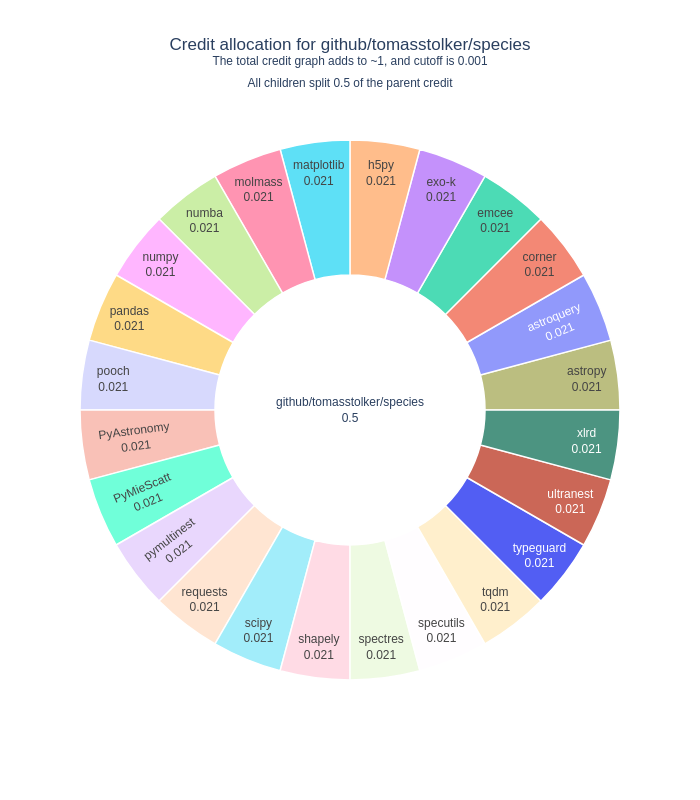 Credit allocation for github/tomasstolker/species
The total credit graph adds to ~1, and cutoff is 0.001
All children split 0.5 of the parent credit
matplotlib
0.021
h5py
0.021
exo-k
0.021
emcee
0.021
corner
0.021
astroquery
0.021
astropy
0.021
xlrd
0.021
ultranest
0.021
typeguard
0.021
tqdm
0.021
specutils
0.021
spectres
0.021
shapely
0.021
scipy
0.021
requests
0.021
pymultinest
0.021
PyMieScatt
0.021
PyAstronomy
0.021
pooch
0.021
pandas
0.021
numpy
0.021
numba
0.021
molmass
0.021
github/tomasstolker/species
0.5